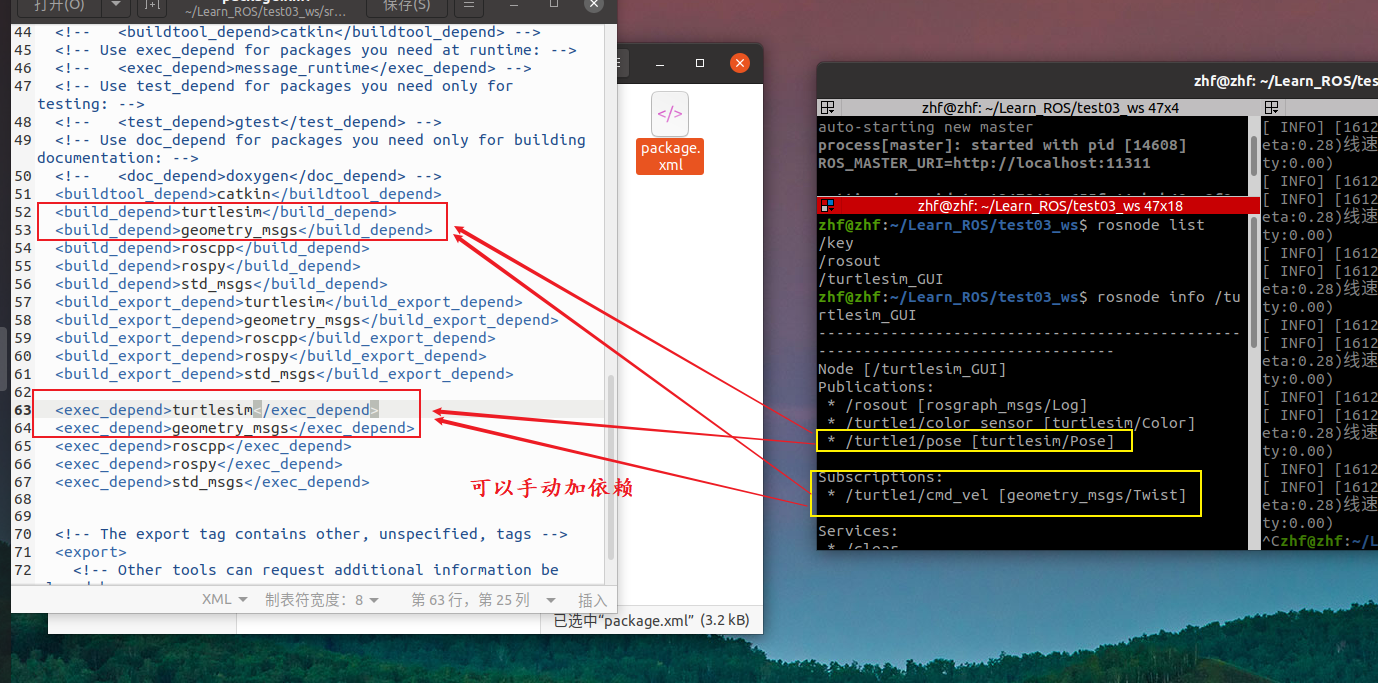 打开(O)
~/Learn_ROS/test03_ws/sr...
保存(S)
44 <!--   <buildtool_depend>catkin</buildtool_depend> -->
45 <!-- Use exec_depend for packages you need at runtime: -->
46 <!--   <exec_depend>message_runtime</exec_depend> -->
47 <!-- Use test_depend for packages you need only for
testing: -->
48 <!--   <test_depend>gtest</test_depend> -->
49 <!-- Use doc_depend for packages you need only for building
documentation: -->
50 <!--   <doc_depend>doxygen</doc_depend> -->
51 <buildtool_depend>catkin</buildtool_depend>
52 <build_depend>turtlesim</build_depend>
53 <build_depend>geometry_msgs</build_depend>
54 <build_depend>roscpp</build_depend>
55 <build_depend>rospy</build_depend>
56 <build_depend>std_msgs</build_depend>
57 <build_export_depend>turtlesim</build_export_depend>
58 <build_export_depend>geometry_msgs</build_export_depend>
59 <build_export_depend>roscpp</build_export_depend>
60 <build_export_depend>rospy</build_export_depend>
61 <build_export_depend>std_msgs</build_export_depend>
62
63 <exec_depend>turtlesim</exec_depend>
64 <exec_depend>geometry_msgs</exec_depend>
65 <exec_depend>roscpp</exec_depend>
66 <exec_depend>rospy</exec_depend>
67 <exec_depend>std_msgs</exec_depend>
68
69
70 <!-- The export tag contains other, unspecified, tags -->
71 <export>
72 <!-- Other tools can request additional information be
XML 制表符宽度：8 第 63 行，第 25 列 插入
可以手动加依赖
</>
package.
xml
已选中“package.xml” (3.2 kB)
zhf@zhf: ~/Learn_ROS/tes
zhf@zhf: ~/Learn_ROS/test03_ws 47x4
auto-starting new master
process[master]: started with pid [14608]
ROS_MASTER_URI=http://localhost:11311
zhf@zhf: ~/Learn_ROS/test03_ws 47x18
zhf@zhf:~/Learn_ROS/test03_ws$ rosnode list
/key
/rosout
/turtlesim_GUI
zhf@zhf:~/Learn_ROS/test03_ws$ rosnode info /tu
rtlesim_GUI
-----------------------------------------------
---------------------------------
Node [/turtlesim_GUI]
Publications:
* /rosout [rosgraph_msgs/Log]
* /turtle1/color_sensor [turtlesim/Color]
* /turtle1/pose [turtlesim/Pose]
Subscriptions:
* /turtle1/cmd_vel [geometry_msgs/Twist]
Services:
* /clear
[ INFO] [1612
eta:0.28)线速
ty:0.00)
[ INFO] [1612
[ INFO] [1612
eta:0.28)线速
ty:0.00)
[ INFO] [1612
[ INFO] [1612
eta:0.28)线速
ty:0.00)
[ INFO] [1612
[ INFO] [1612
eta:0.28)线速
ty:0.00)
[ INFO] [1612
[ INFO] [1612
eta:0.28)线速
ty:0.00)
[ INFO] [1612
[ INFO] [1612
eta:0.28)线速
ty:0.00)
^Czhf@zhf:~/L